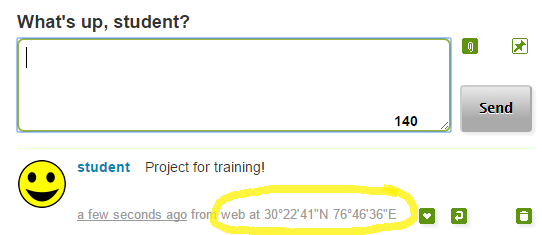 What's up, student?
140
Send
student Project for training!
a few seconds ago from web at 30°22'41"N 76°46'36"E